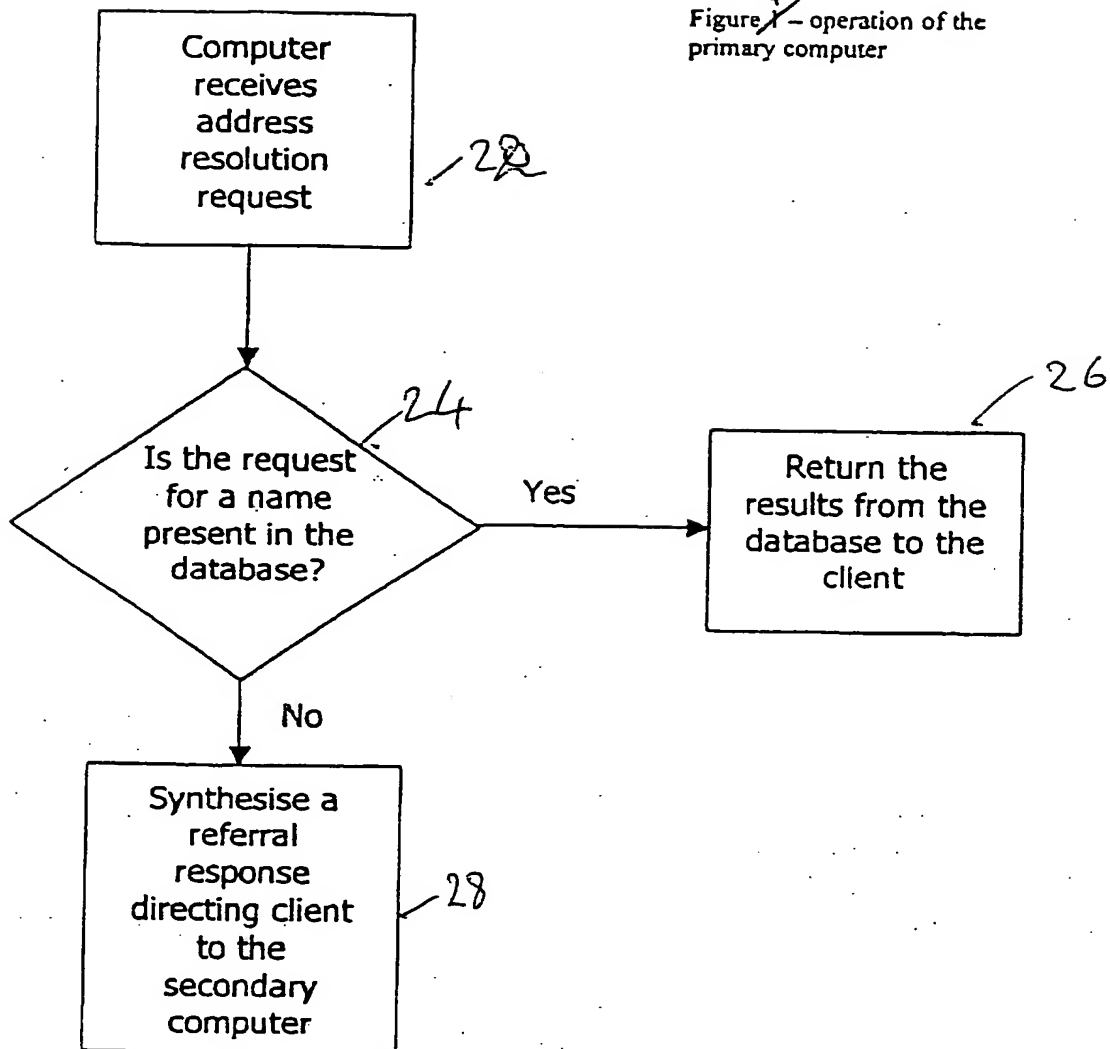 Figure 1 – operation of the
primary computer
Computer
receives
address
resolution
request
22
24
Is the request
for a name
present in the
database?
Yes
26
Return the
results from the
database to the
client
No
Synthesise a
referral
response
directing client
to the
secondary
computer
28